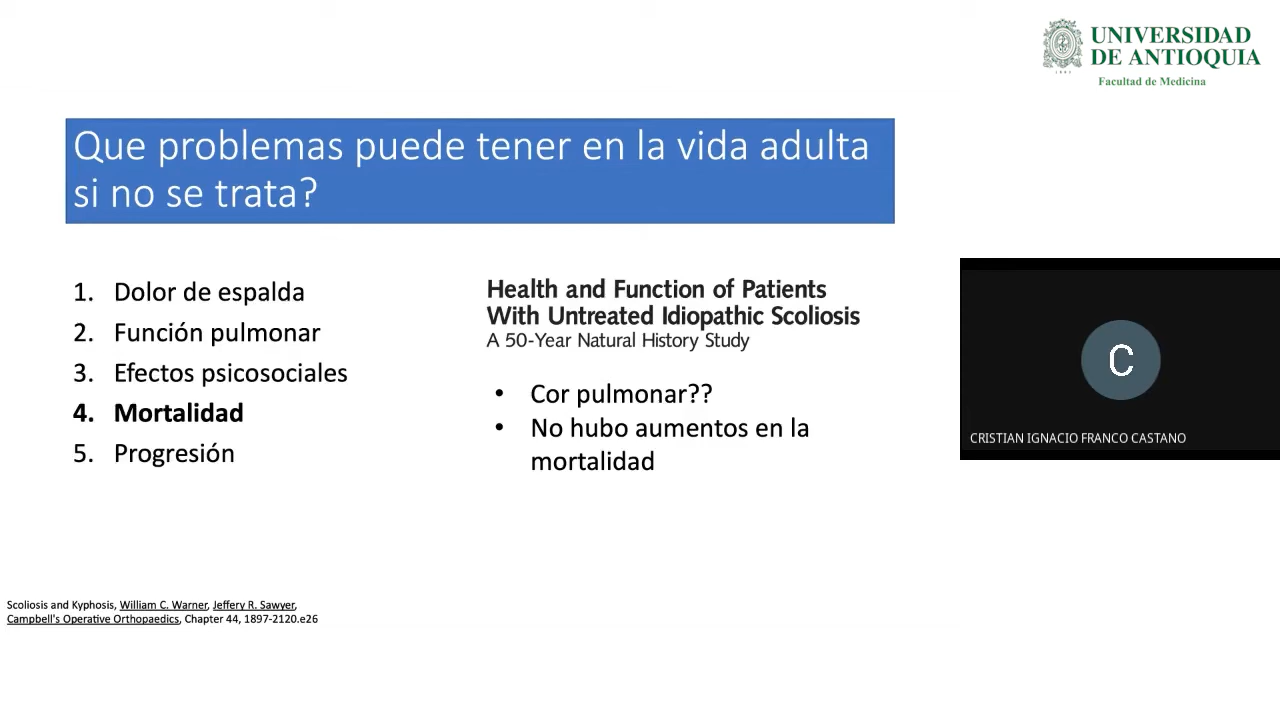 UNIVERSIDAD
DE ANTIOQUIA
1803
Facultad de Medicina
Que problemas puede tener en la vida adulta
si no se trata?
1. Dolor de espalda
2. Función pulmonar
3. Efectos psicosociales
4. Mortalidad
5. Progresión
Health and Function of Patients
With Untreated Idiopathic Scoliosis
A 50-Year Natural History Study
• Cor pulmonar??
• No hubo aumentos en la
mortalidad
C
CRISTIAN IGNACIO FRANCO CASTANO
Scoliosis and Kyphosis, William C. Warner, Jeffery R. Sawyer,
Campbell's Operative Orthopaedics, Chapter 44, 1897-2120.e26